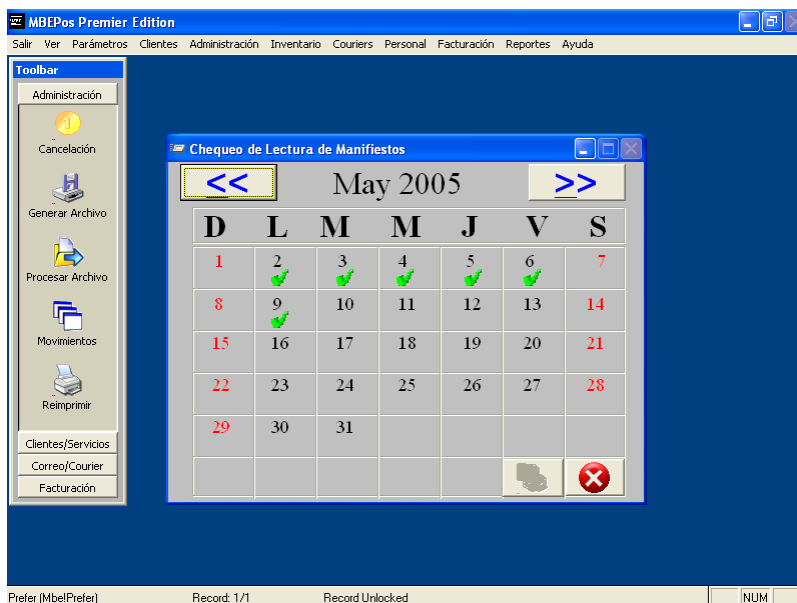 MBEPos Premier Edition
Salir Ver Parámetros Clientes Administración Inventario Couriers Personal Facturación Reportes Ayuda
Toolbar
Administración
Cancelación
Generar Archivo
Procesar Archivo
Movimientos
Reimprimir
Clientes/Servicios
Correo/Courier
Facturación
Chequeo de Lectura de Manifiestos
<< May 2005 >>
D L M M J V S
1 2 3 4 5 6 7
8 9 10 11 12 13 14
15 16 17 18 19 20 21
22 23 24 25 26 27 28
29 30 31
Prefer (Mbe!Prefer) Record: 1/1 Record Unlocked NUM